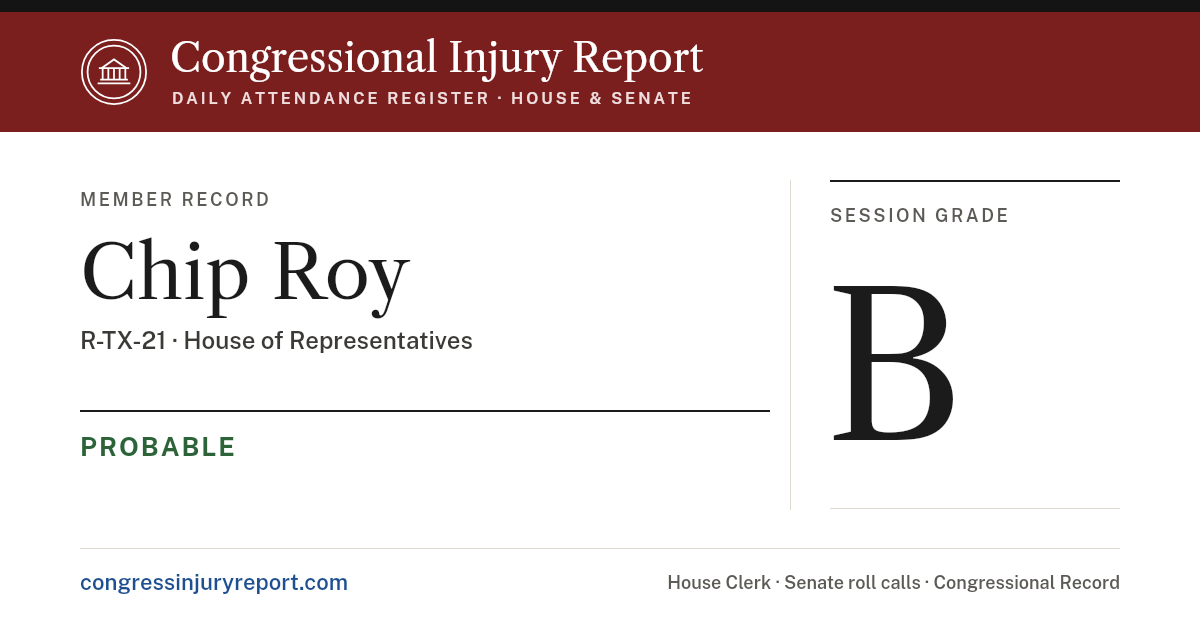 Congressional Injury Report
DAILY ATTENDANCE REGISTER · HOUSE & SENATE
MEMBER RECORD
Chip Roy
R-TX-21 · House of Representatives
PROBABLE
SESSION GRADE
B
congressinjuryreport.com
House Clerk · Senate roll calls · Congressional Record